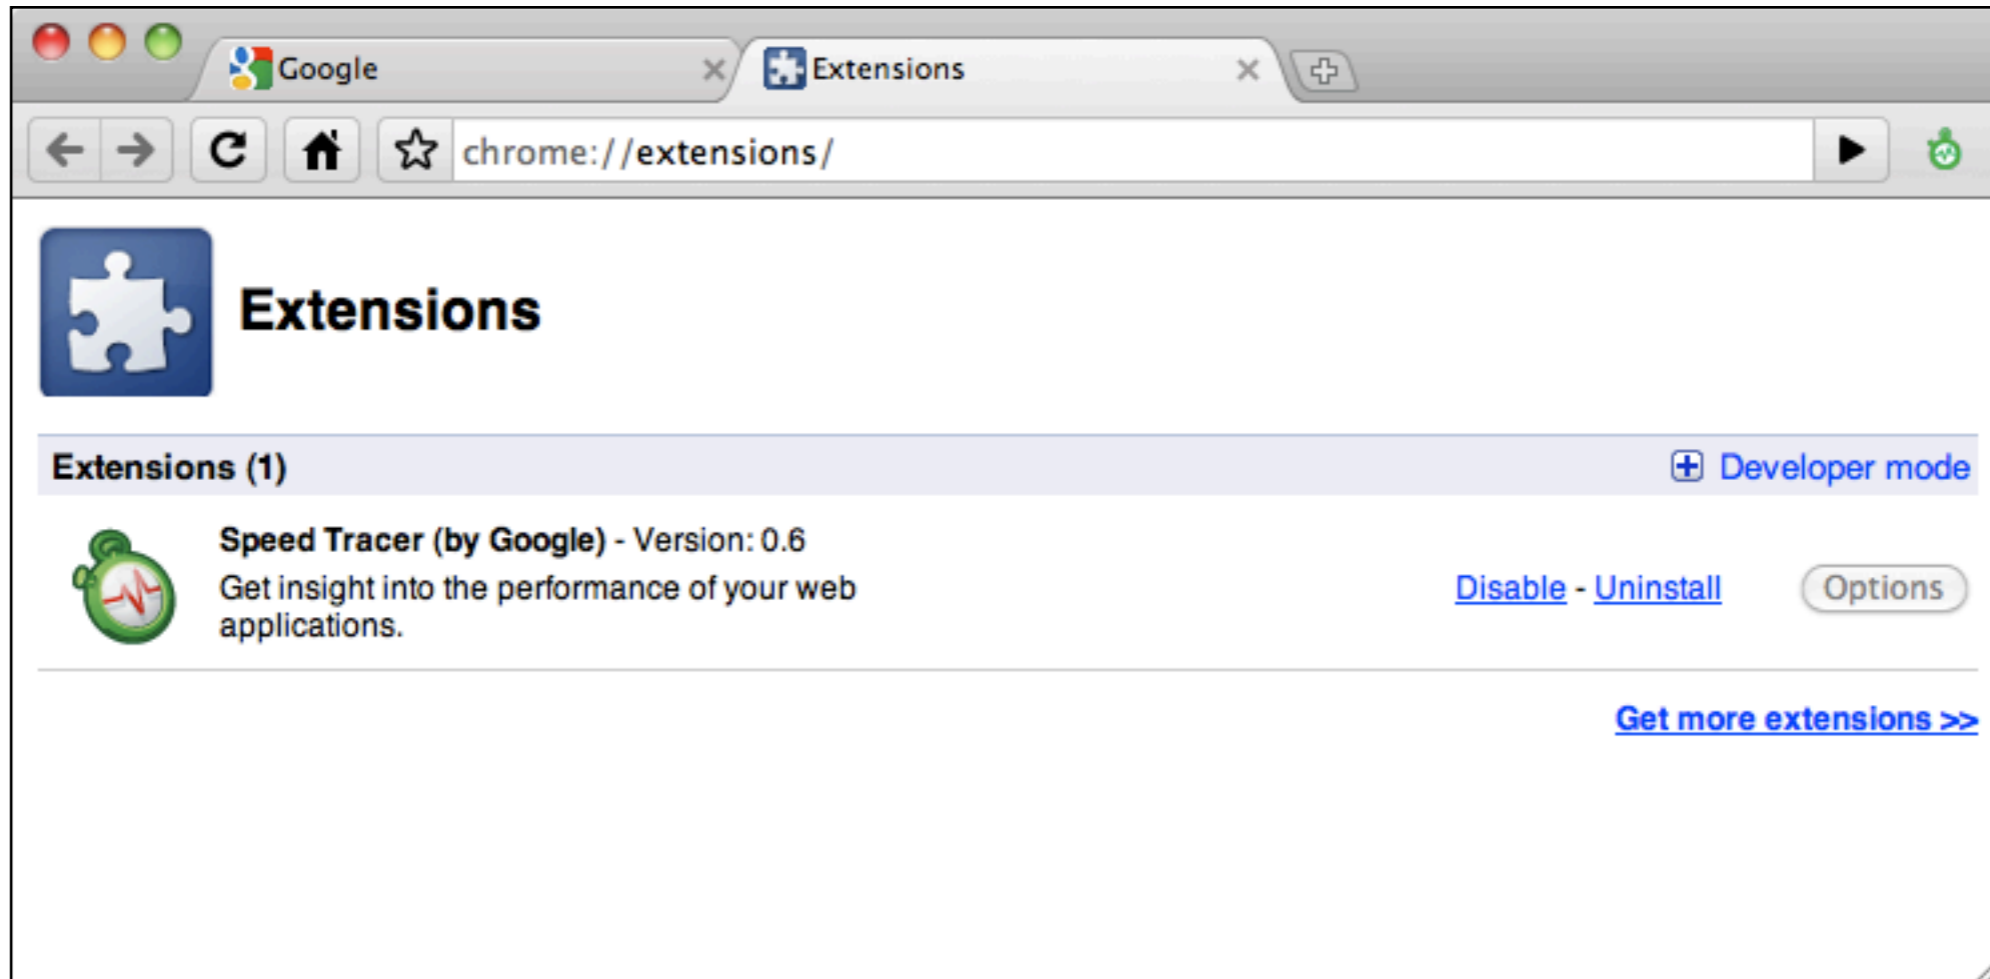 Google
Extensions
chrome://extensions/
Extensions
Extensions (1)
Developer mode
Speed Tracer (by Google) - Version: 0.6
Get insight into the performance of your web
applications.
Disable - Uninstall
Options
Get more extensions >>